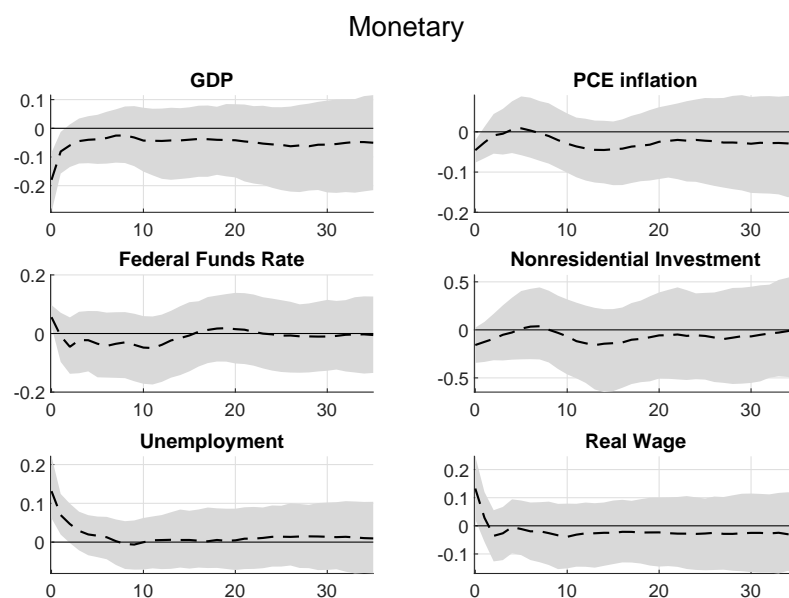 Monetary
GDP
0.1
0
-0.1
-0.2
0 10 20 30
PCE inflation
0
-0.1
-0.2
0 10 20 30
Federal Funds Rate
0.2
0
-0.2
0 10 20 30
Nonresidential Investment
0.5
0
-0.5
0 10 20 30
Unemployment
0.2
0.1
0
0 10 20 30
Real Wage
0.2
0.1
0
-0.1
0 10 20 30